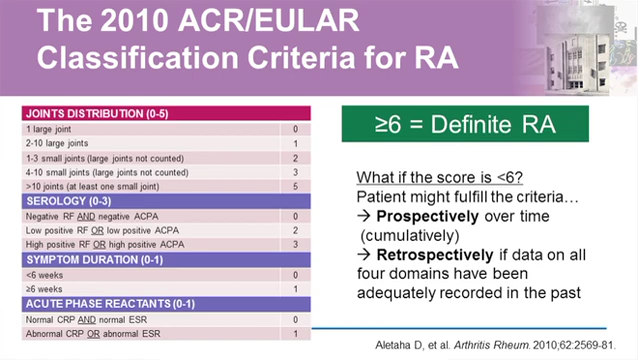 The 2010 ACR/EULAR
Classification Criteria for RA
JOINTS DISTRIBUTION (0-5)
1 large joint 0
2-10 large joints 1
1-3 small joints (large joints not counted) 2
4-10 small joints (large joints not counted) 3
>10 joints (at least one small joint) 5
SEROLOGY (0-3)
Negative RF AND negative ACPA 0
Low positive RF OR low positive ACPA 2
High positive RF OR high positive ACPA 3
SYMPTOM DURATION (0-1)
<6 weeks 0
≥6 weeks 1
ACUTE PHASE REACTANTS (0-1)
Normal CRP AND normal ESR 0
Abnormal CRP OR abnormal ESR 1
≥6 = Definite RA
What if the score is <6?
Patient might fulfill the criteria…
→ Prospectively over time
(cumulatively)
→ Retrospectively if data on all
four domains have been
adequately recorded in the past
Aletaha D, et al. Arthritis Rheum. 2010;62:2569-81.